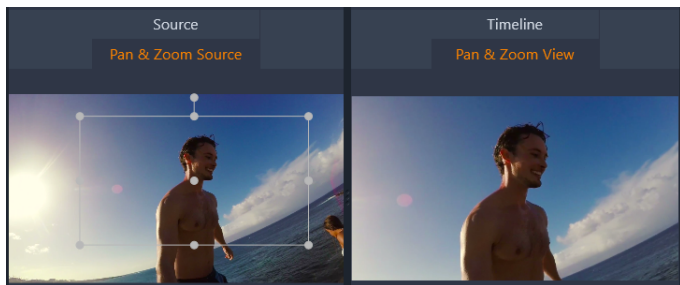 Source
Pan & Zoom Source
Timeline
Pan & Zoom View